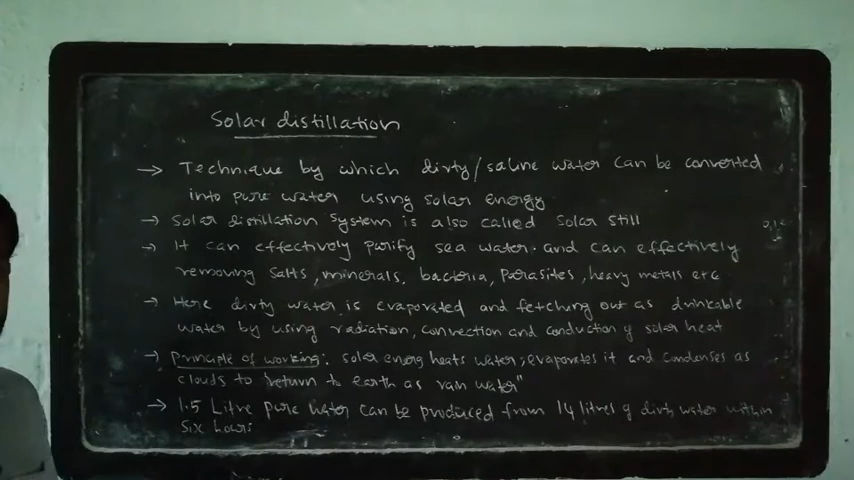 Solar distillation
→ Technique by which dirty/saline water can be converted
into pure water using solar energy
→ Solar distillation system is also called Solar still
→ It can effectively purify sea water. and can effectively
removing salts, minerals, bacteria, Parasites, heavy metals etc
→ Here dirty water is evaporated and fetching out as drinkable
water by using radiation, convection and conduction of solar heat
→ Principle of working: solar energ heats water; evaporates it and condenses as
clouds to return to earth as rain water"
→ 1.5 Litre pure water can be produced from 14 litres of dirty water within
six hours